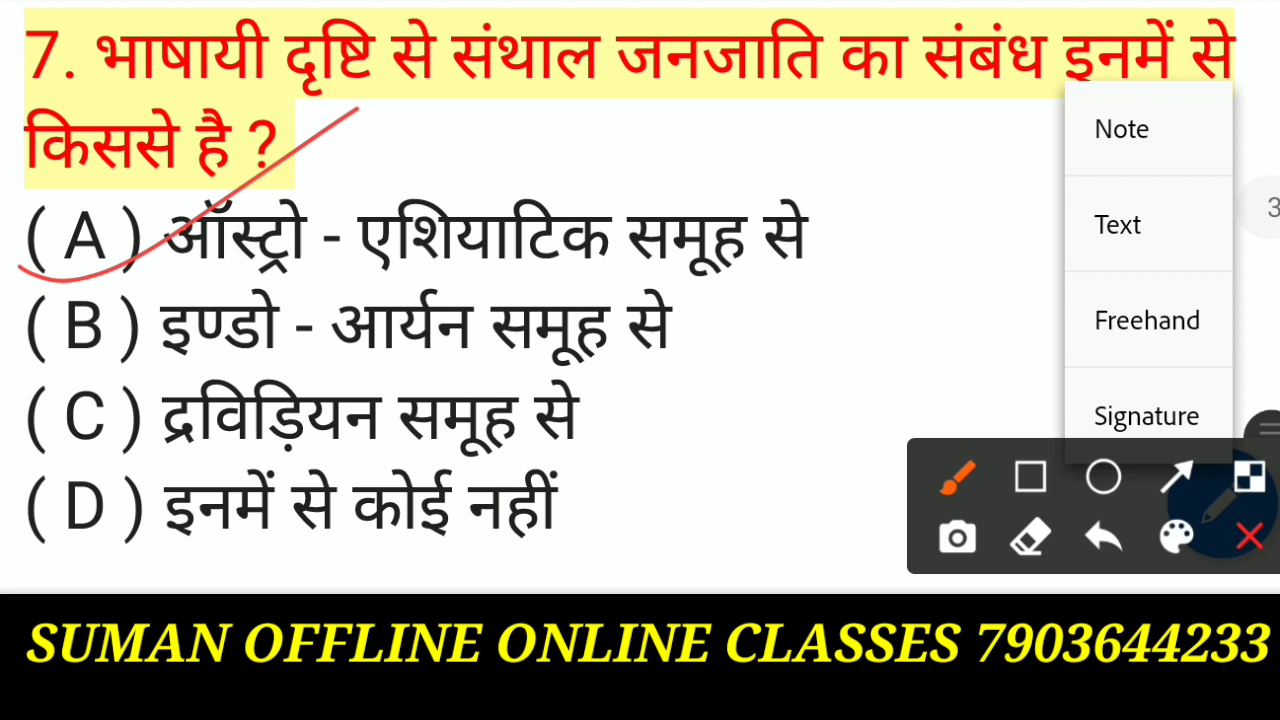 7. भाषायी दृष्टि से संथाल जनजाति का संबंध इनमें से
किससे है ?
( A ) ऑस्ट्रो - एशियाटिक समूह से
( B ) इण्डो - आर्यन समूह से
( C ) द्रविड़ियन समूह से
( D ) इनमें से कोई नहीं
Note
Text
3
Freehand
Signature
SUMAN OFFLINE ONLINE CLASSES 7903644233